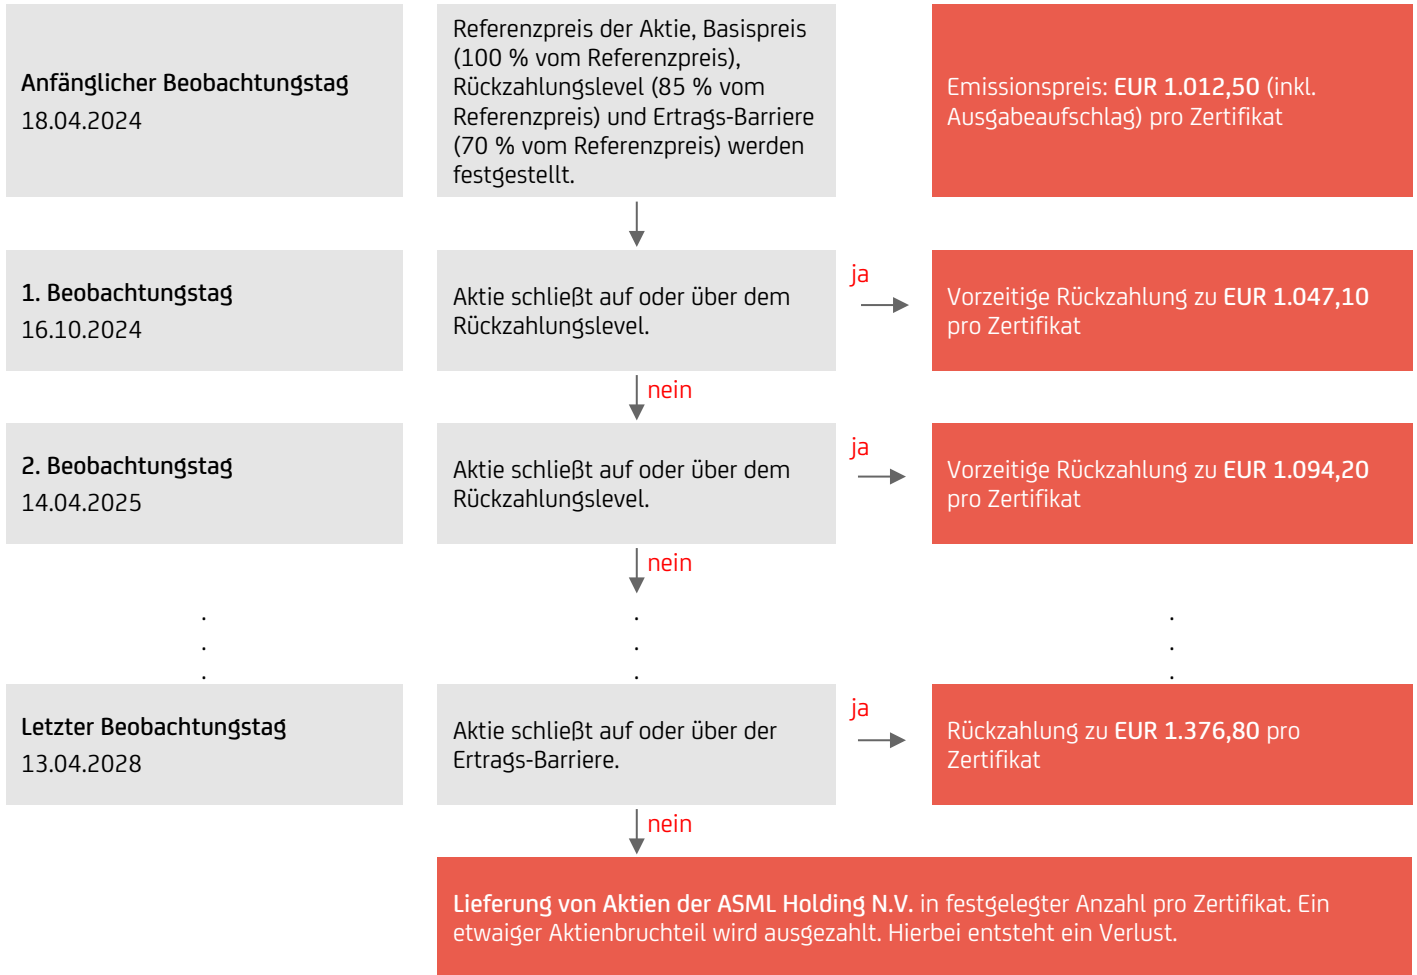 Anfänglicher Beobachtungstag
18.04.2024
Referenzpreis der Aktie, Basispreis
(100 % vom Referenzpreis),
Rückzahlungslevel (85 % vom
Referenzpreis) und Ertrags-Barriere
(70 % vom Referenzpreis) werden
festgestellt.
Emissionspreis: EUR 1.012,50 (inkl.
Ausgabeaufschlag) pro Zertifikat
1. Beobachtungstag
16.10.2024
Aktie schließt auf oder über dem
Rückzahlungslevel.
ja
Vorzeitige Rückzahlung zu EUR 1.047,10
pro Zertifikat
nein
2. Beobachtungstag
14.04.2025
Aktie schließt auf oder über dem
Rückzahlungslevel.
ja
Vorzeitige Rückzahlung zu EUR 1.094,20
pro Zertifikat
nein
. . .
. . .
. . .
Letzter Beobachtungstag
13.04.2028
Aktie schließt auf oder über der
Ertrags-Barriere.
ja
Rückzahlung zu EUR 1.376,80 pro
Zertifikat
nein
Lieferung von Aktien der ASML Holding N.V. in festgelegter Anzahl pro Zertifikat. Ein
etwaiger Aktienbruchteil wird ausgezahlt. Hierbei entsteht ein Verlust.